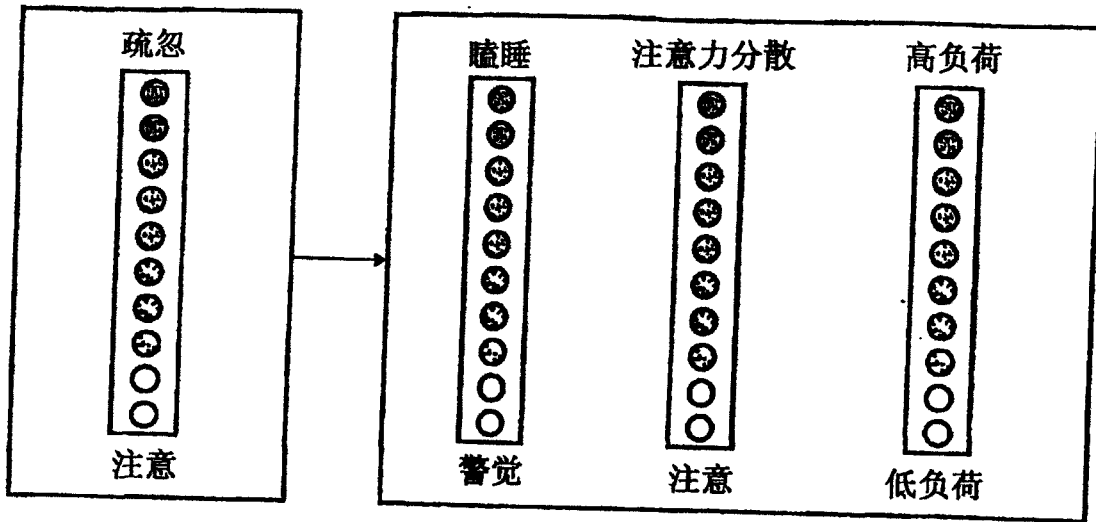 疏忽
注意
瞌睡 注意力分散 高负荷
警觉 注意 低负荷